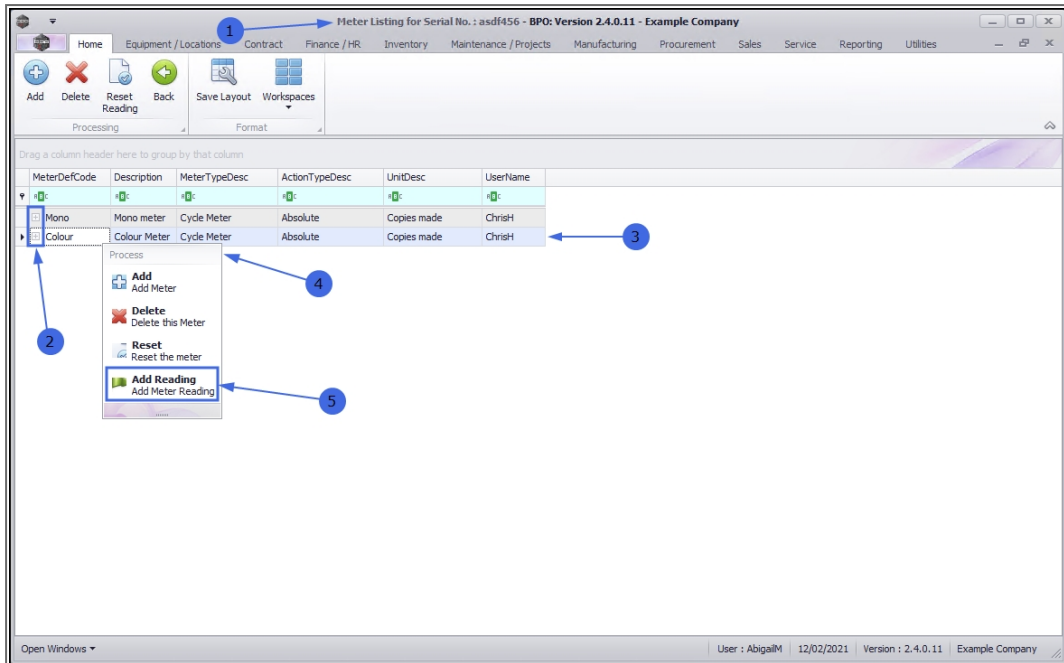 Meter Listing for Serial No. : asdf456 - BPO: Version 2.4.0.11 - Example Company
1
Home Equipment / Locations Contract Finance / HR Inventory Maintenance / Projects Manufacturing Procurement Sales Service Reporting Utilities
Add Delete Reset Reading Back Save Layout Workspaces
Processing Format
Drag a column header here to group by that column
MeterDefCode Description MeterTypeDesc ActionTypeDesc UnitDesc UserName
Mono Mono meter Cycle Meter Absolute Copies made ChrisH
Colour Colour Meter Cycle Meter Absolute Copies made ChrisH
3
Process
4
Add
Add Meter
Delete
Delete this Meter
2
Reset
Reset the meter
Add Reading
Add Meter Reading
5
Open Windows User : AbigailM 12/02/2021 Version : 2.4.0.11 Example Company